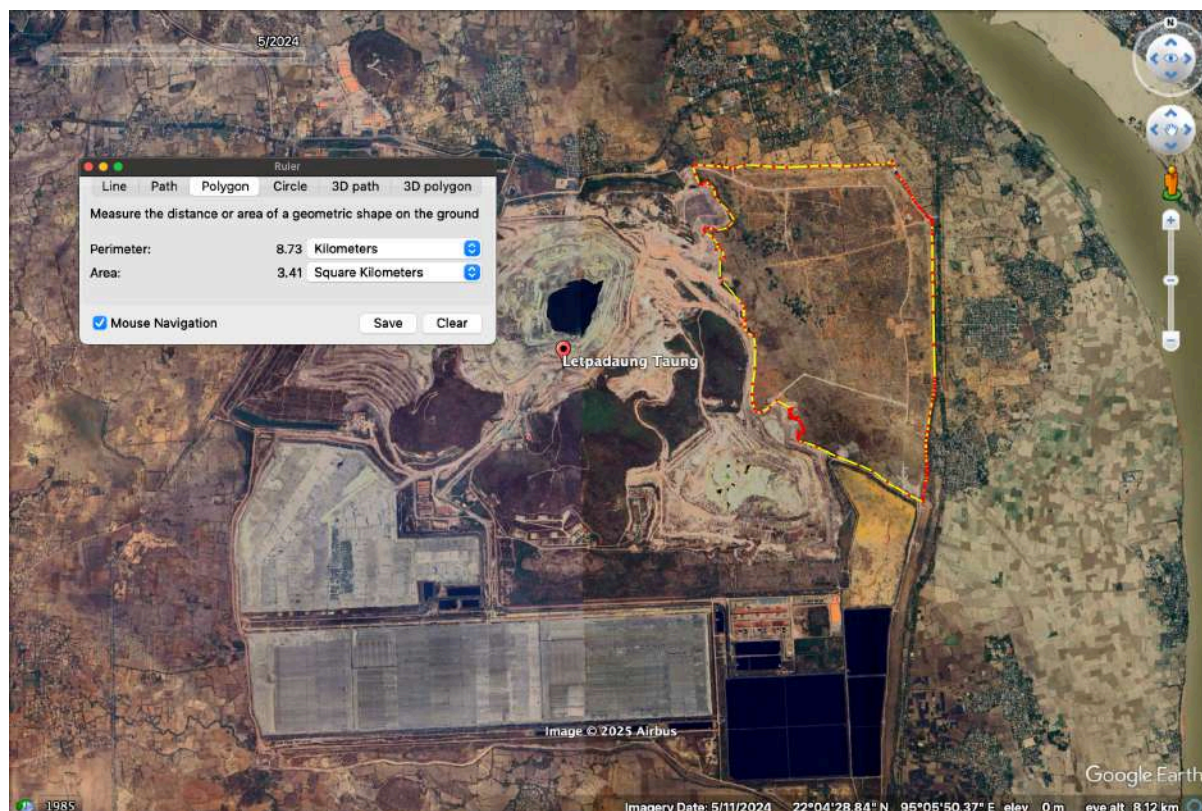 5/2024
N
Ruler
Line Path Polygon Circle 3D path 3D polygon
Measure the distance or area of a geometric shape on the ground
Perimeter: 8.73 Kilometers
Area: 3.41 Square Kilometers
Mouse Navigation Save Clear
Letpadaung Taung
Image © 2025 Airbus
Google Earth
1985
Imagery Date: 5/11/2024 22°04'28.84" N 95°05'50.37" E elev 0 m eye alt 8.12 km